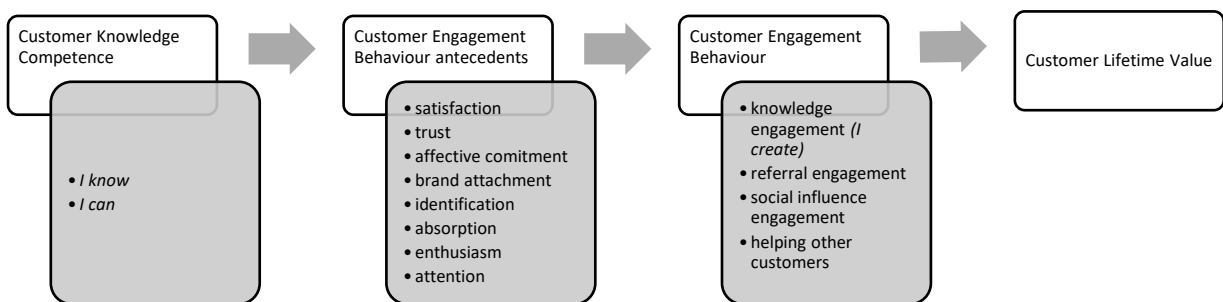 Customer Knowledge
Competence
• I know
• I can
Customer Engagement
Behaviour antecedents
• satisfaction
• trust
• affective comitment
• brand attachment
• identification
• absorption
• enthusiasm
• attention
Customer Engagement
Behaviour
• knowledge
engagement (I
create)
• referral engagement
• social influence
engagement
• helping other
customers
Customer Lifetime Value